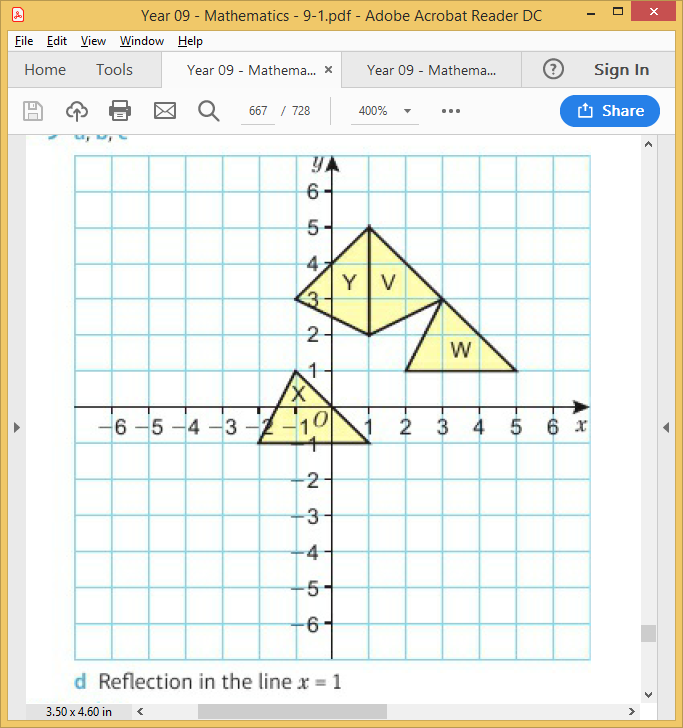 Year 09 - Mathematics - 9-1.pdf - Adobe Acrobat Reader DC
File Edit View Window Help
Home Tools Year 09 - Mathema... × Year 09 - Mathema... ? Sign In
667 / 728 400% Share
y
6
5
4
Y V
3
2
W
1
X
−6 −5 −4 −3 −2 −1 O 1 2 3 4 5 6 x
−1
−2
−3
−4
−5
−6
d Reflection in the line x = 1
3.50 x 4.60 in